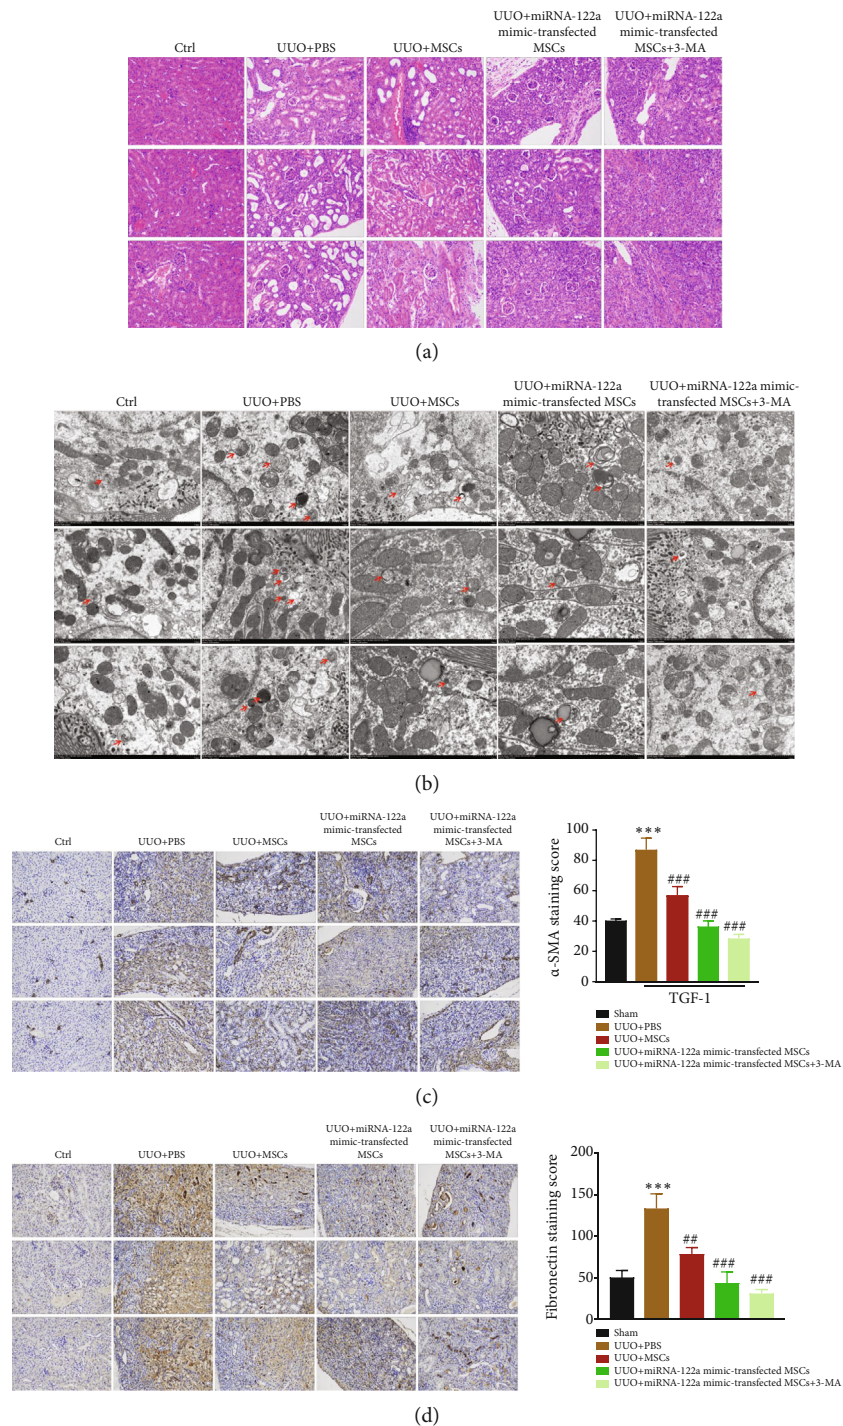 Ctrl
UUO+PBS
UUO+MSCs
UUO+miRNA-122a
mimic-transfected
MSCs
UUO+miRNA-122a
mimic-transfected
MSCs+3-MA
(a)
Ctrl
UUO+PBS
UUO+MSCs
UUO+miRNA-122a
mimic-transfected MSCs
UUO+miRNA-122a mimic-
transfected MSCs+3-MA
(b)
Ctrl
UUO+PBS
UUO+MSCs
UUO+miRNA-122a
mimic-transfected
MSCs
UUO+miRNA-122a
mimic-transfected
MSCs+3-MA
α-SMA staining score
100
80
60
40
20
0
***
###
###
###
TGF-1
Sham
UUO+PBS
UUO+MSCs
UUO+miRNA-122a mimic-transfected MSCs
UUO+miRNA-122a mimic-transfected MSCs+3-MA
(c)
Ctrl
UUO+PBS
UUO+MSCs
UUO+miRNA-122a
mimic-transfected
MSCs
UUO+miRNA-122a
mimic-transfected
MSCs+3-MA
Fibronectin staining score
200
150
100
50
0
***
##
###
###
Sham
UUO+PBS
UUO+MSCs
UUO+miRNA-122a mimic-transfected MSCs
UUO+miRNA-122a mimic-transfected MSCs+3-MA
(d)